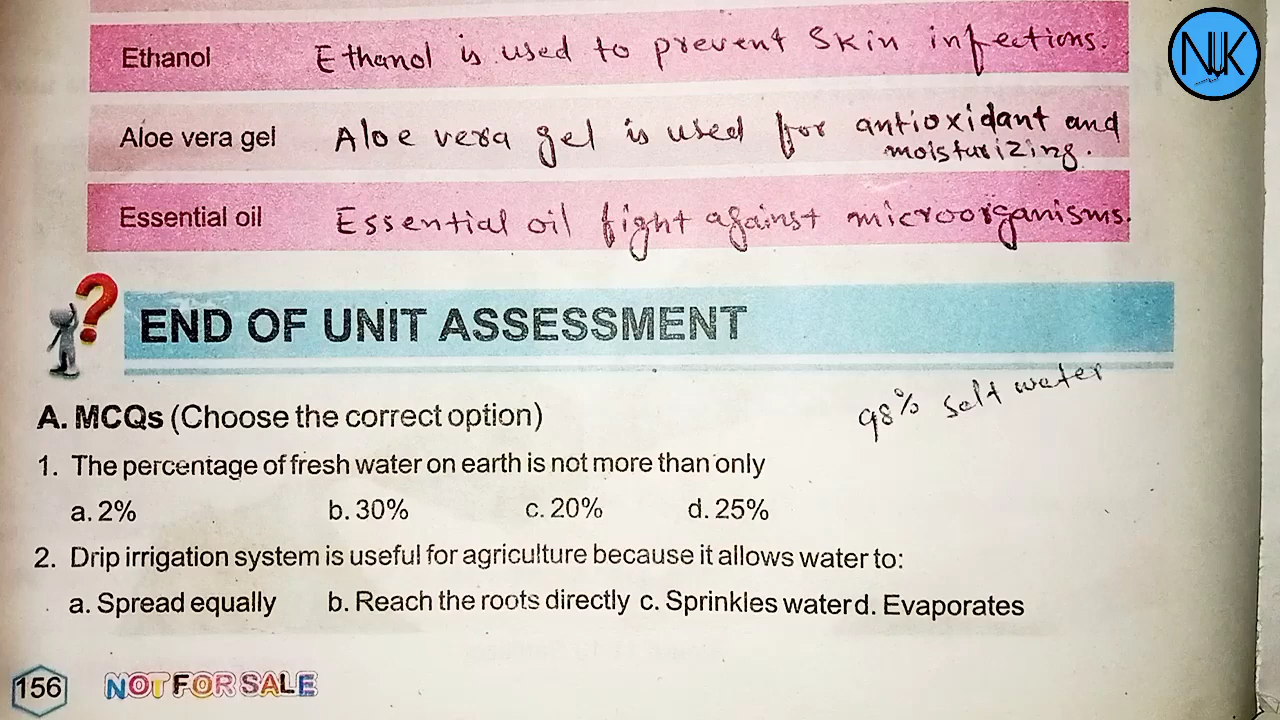 NJK
Ethanol Ethanol is used to prevent skin infections.
Aloe vera gel Aloe vera gel is used for antioxidant and
moisturizing.
Essential oil Essential oil fight against microorganisms.
?
END OF UNIT ASSESSMENT
98% Salt water
A. MCQs (Choose the correct option)
1. The percentage of fresh water on earth is not more than only
a. 2% b. 30% c. 20% d. 25%
2. Drip irrigation system is useful for agriculture because it allows water to:
a. Spread equally b. Reach the roots directly c. Sprinkles water d. Evaporates
156 NOT FOR SALE